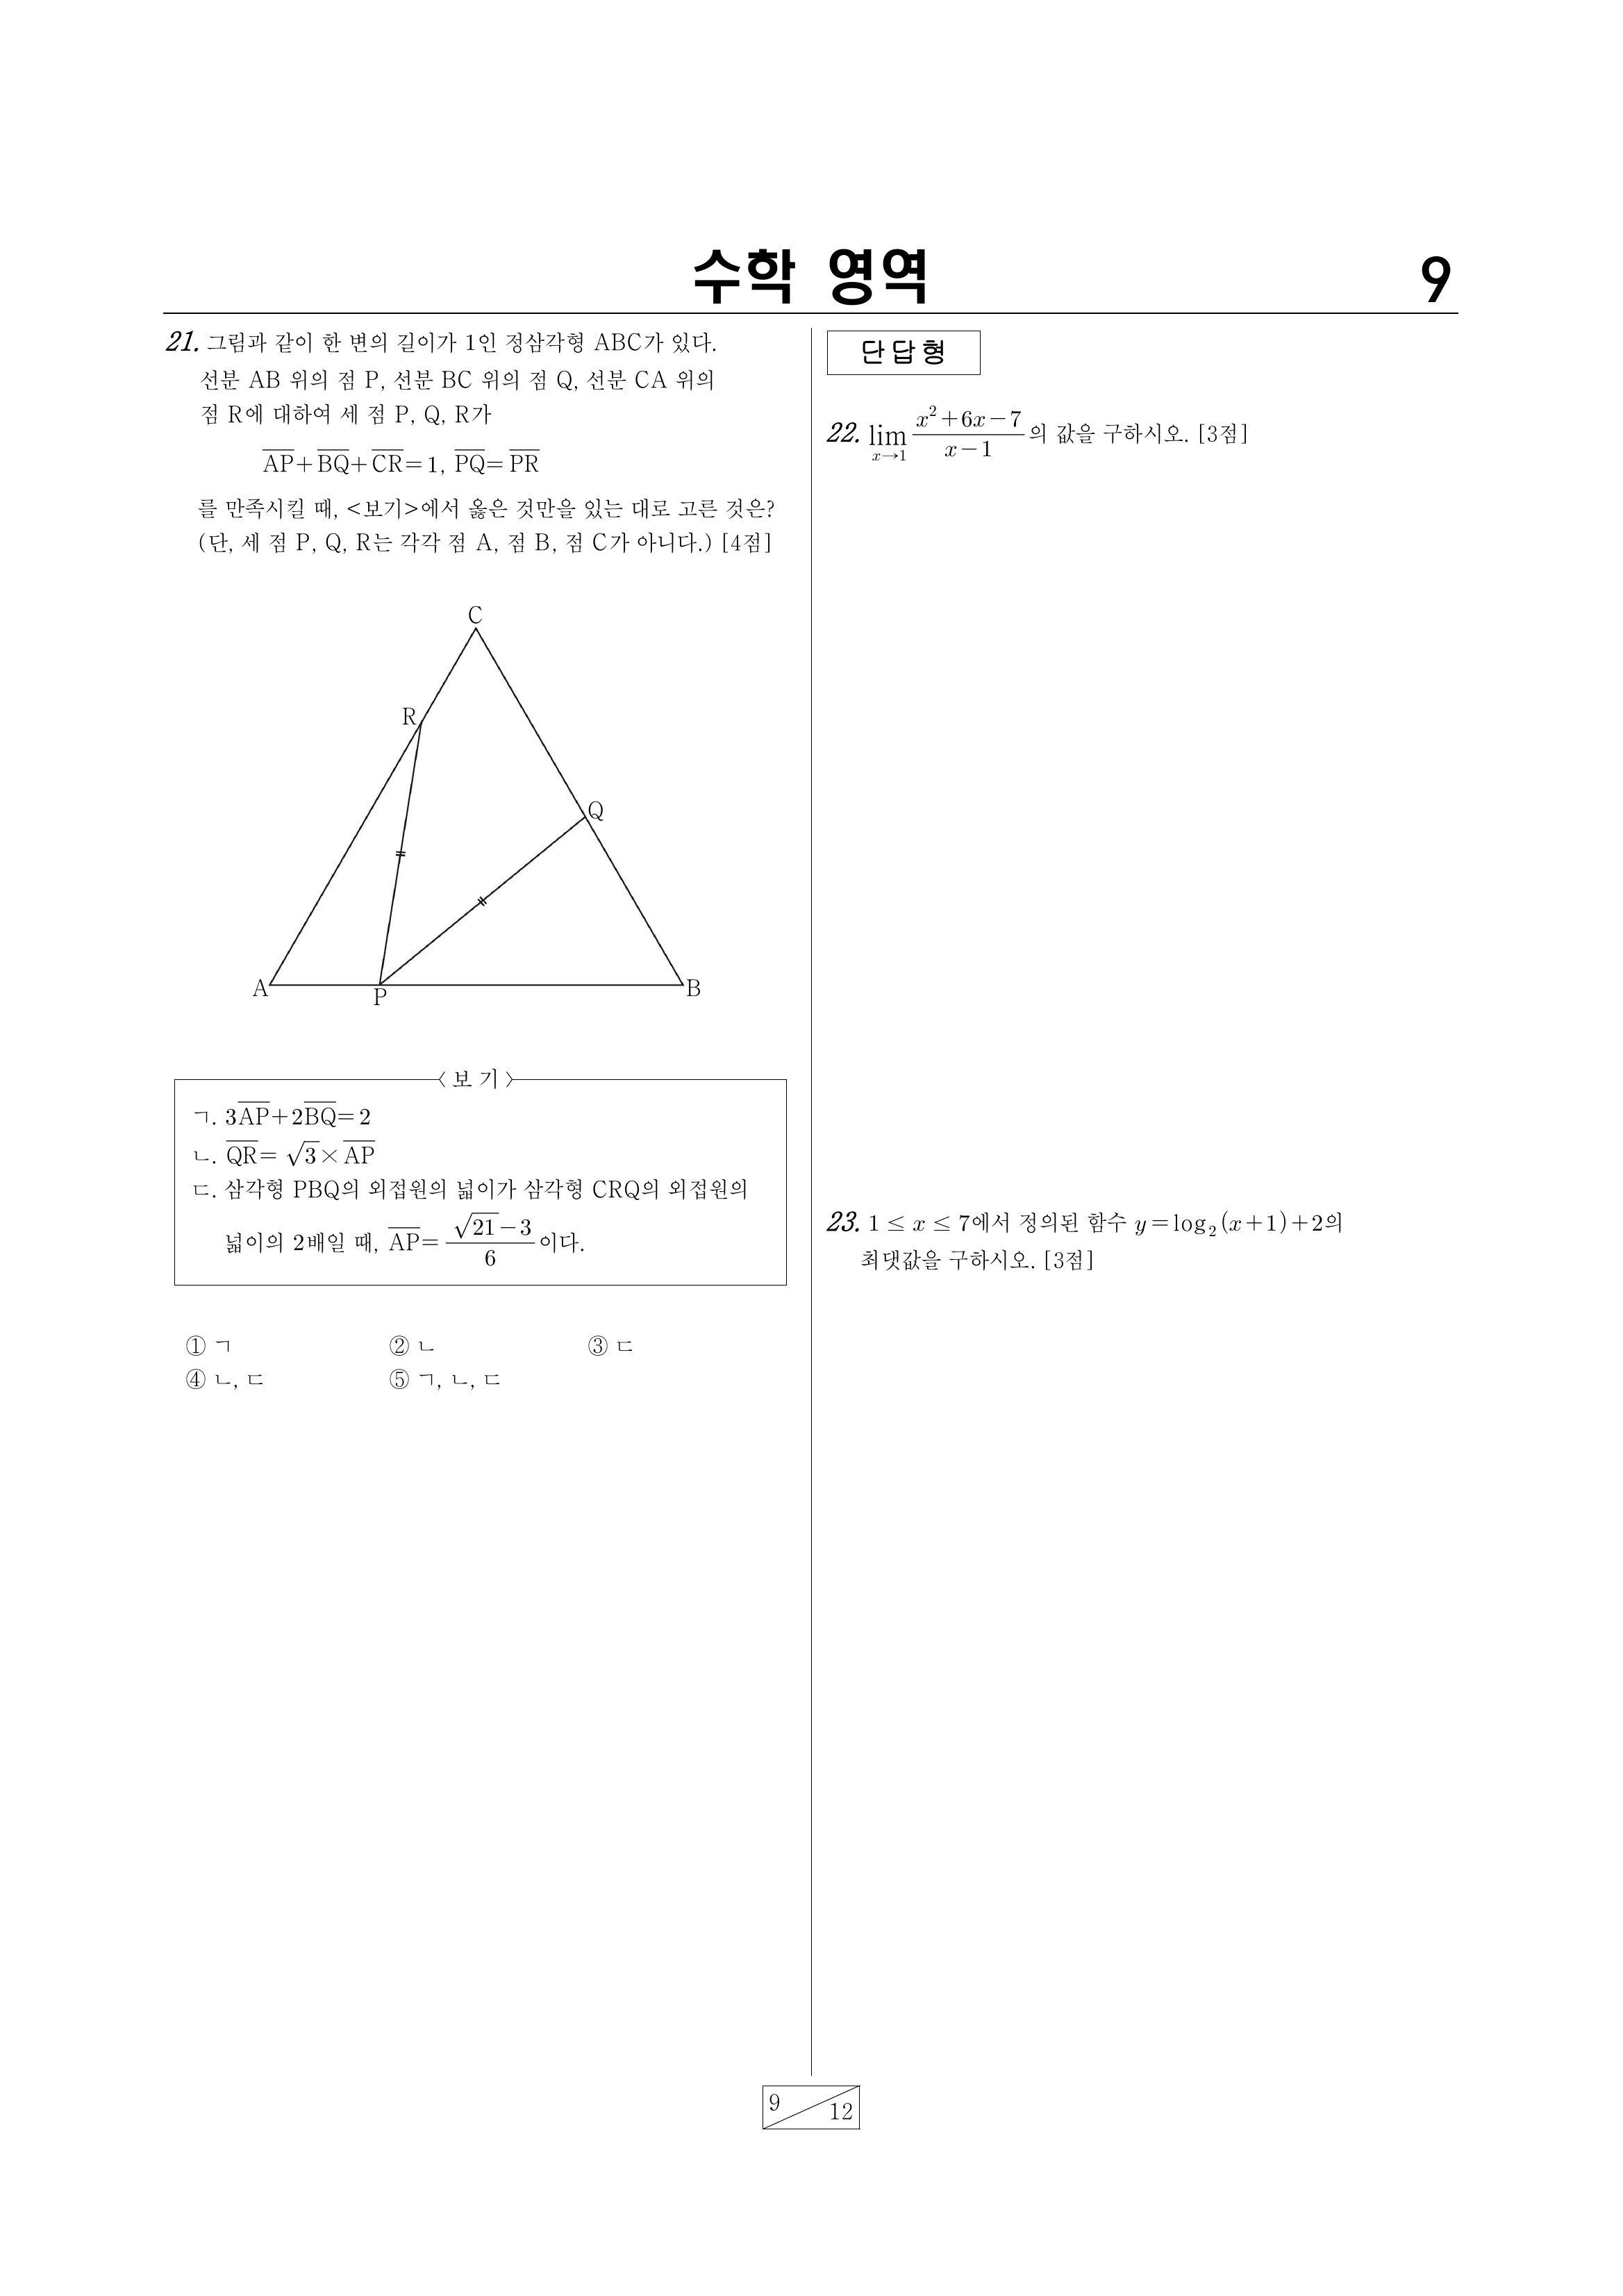 수학 영역
9
21. 그림과 같이 한 변의 길이가 1인 정삼각형 ABC가 있다.
선분 AB 위의 점 P, 선분 BC 위의 점 Q, 선분 CA 위의
점 R에 대하여 세 점 P, Q, R가
$\overline{AP}+\overline{BQ}+\overline{CR}=1$, $\overline{PQ}=\overline{PR}$
를 만족시킬 때, <보기>에서 옳은 것만을 있는 대로 고른 것은?
(단, 세 점 P, Q, R는 각각 점 A, 점 B, 점 C가 아니다.) [4점]
C
R
Q
A
P
B
〈보 기〉
ㄱ. $3\overline{AP}+2\overline{BQ}=2$
ㄴ. $\overline{QR}=\sqrt{3}\times\overline{AP}$
ㄷ. 삼각형 PBQ의 외접원의 넓이가 삼각형 CRQ의 외접원의
넓이의 2배일 때, $\overline{AP}=\frac{\sqrt{21}-3}{6}$이다.
① ㄱ ② ㄴ ③ ㄷ
④ ㄴ, ㄷ ⑤ ㄱ, ㄴ, ㄷ
단답형
22. $\lim_{x\to1}\frac{x^2+6x-7}{x-1}$의 값을 구하시오. [3점]
23. $1\le x\le 7$에서 정의된 함수 $y=\log_2(x+1)+2$의
최댓값을 구하시오. [3점]
9
12